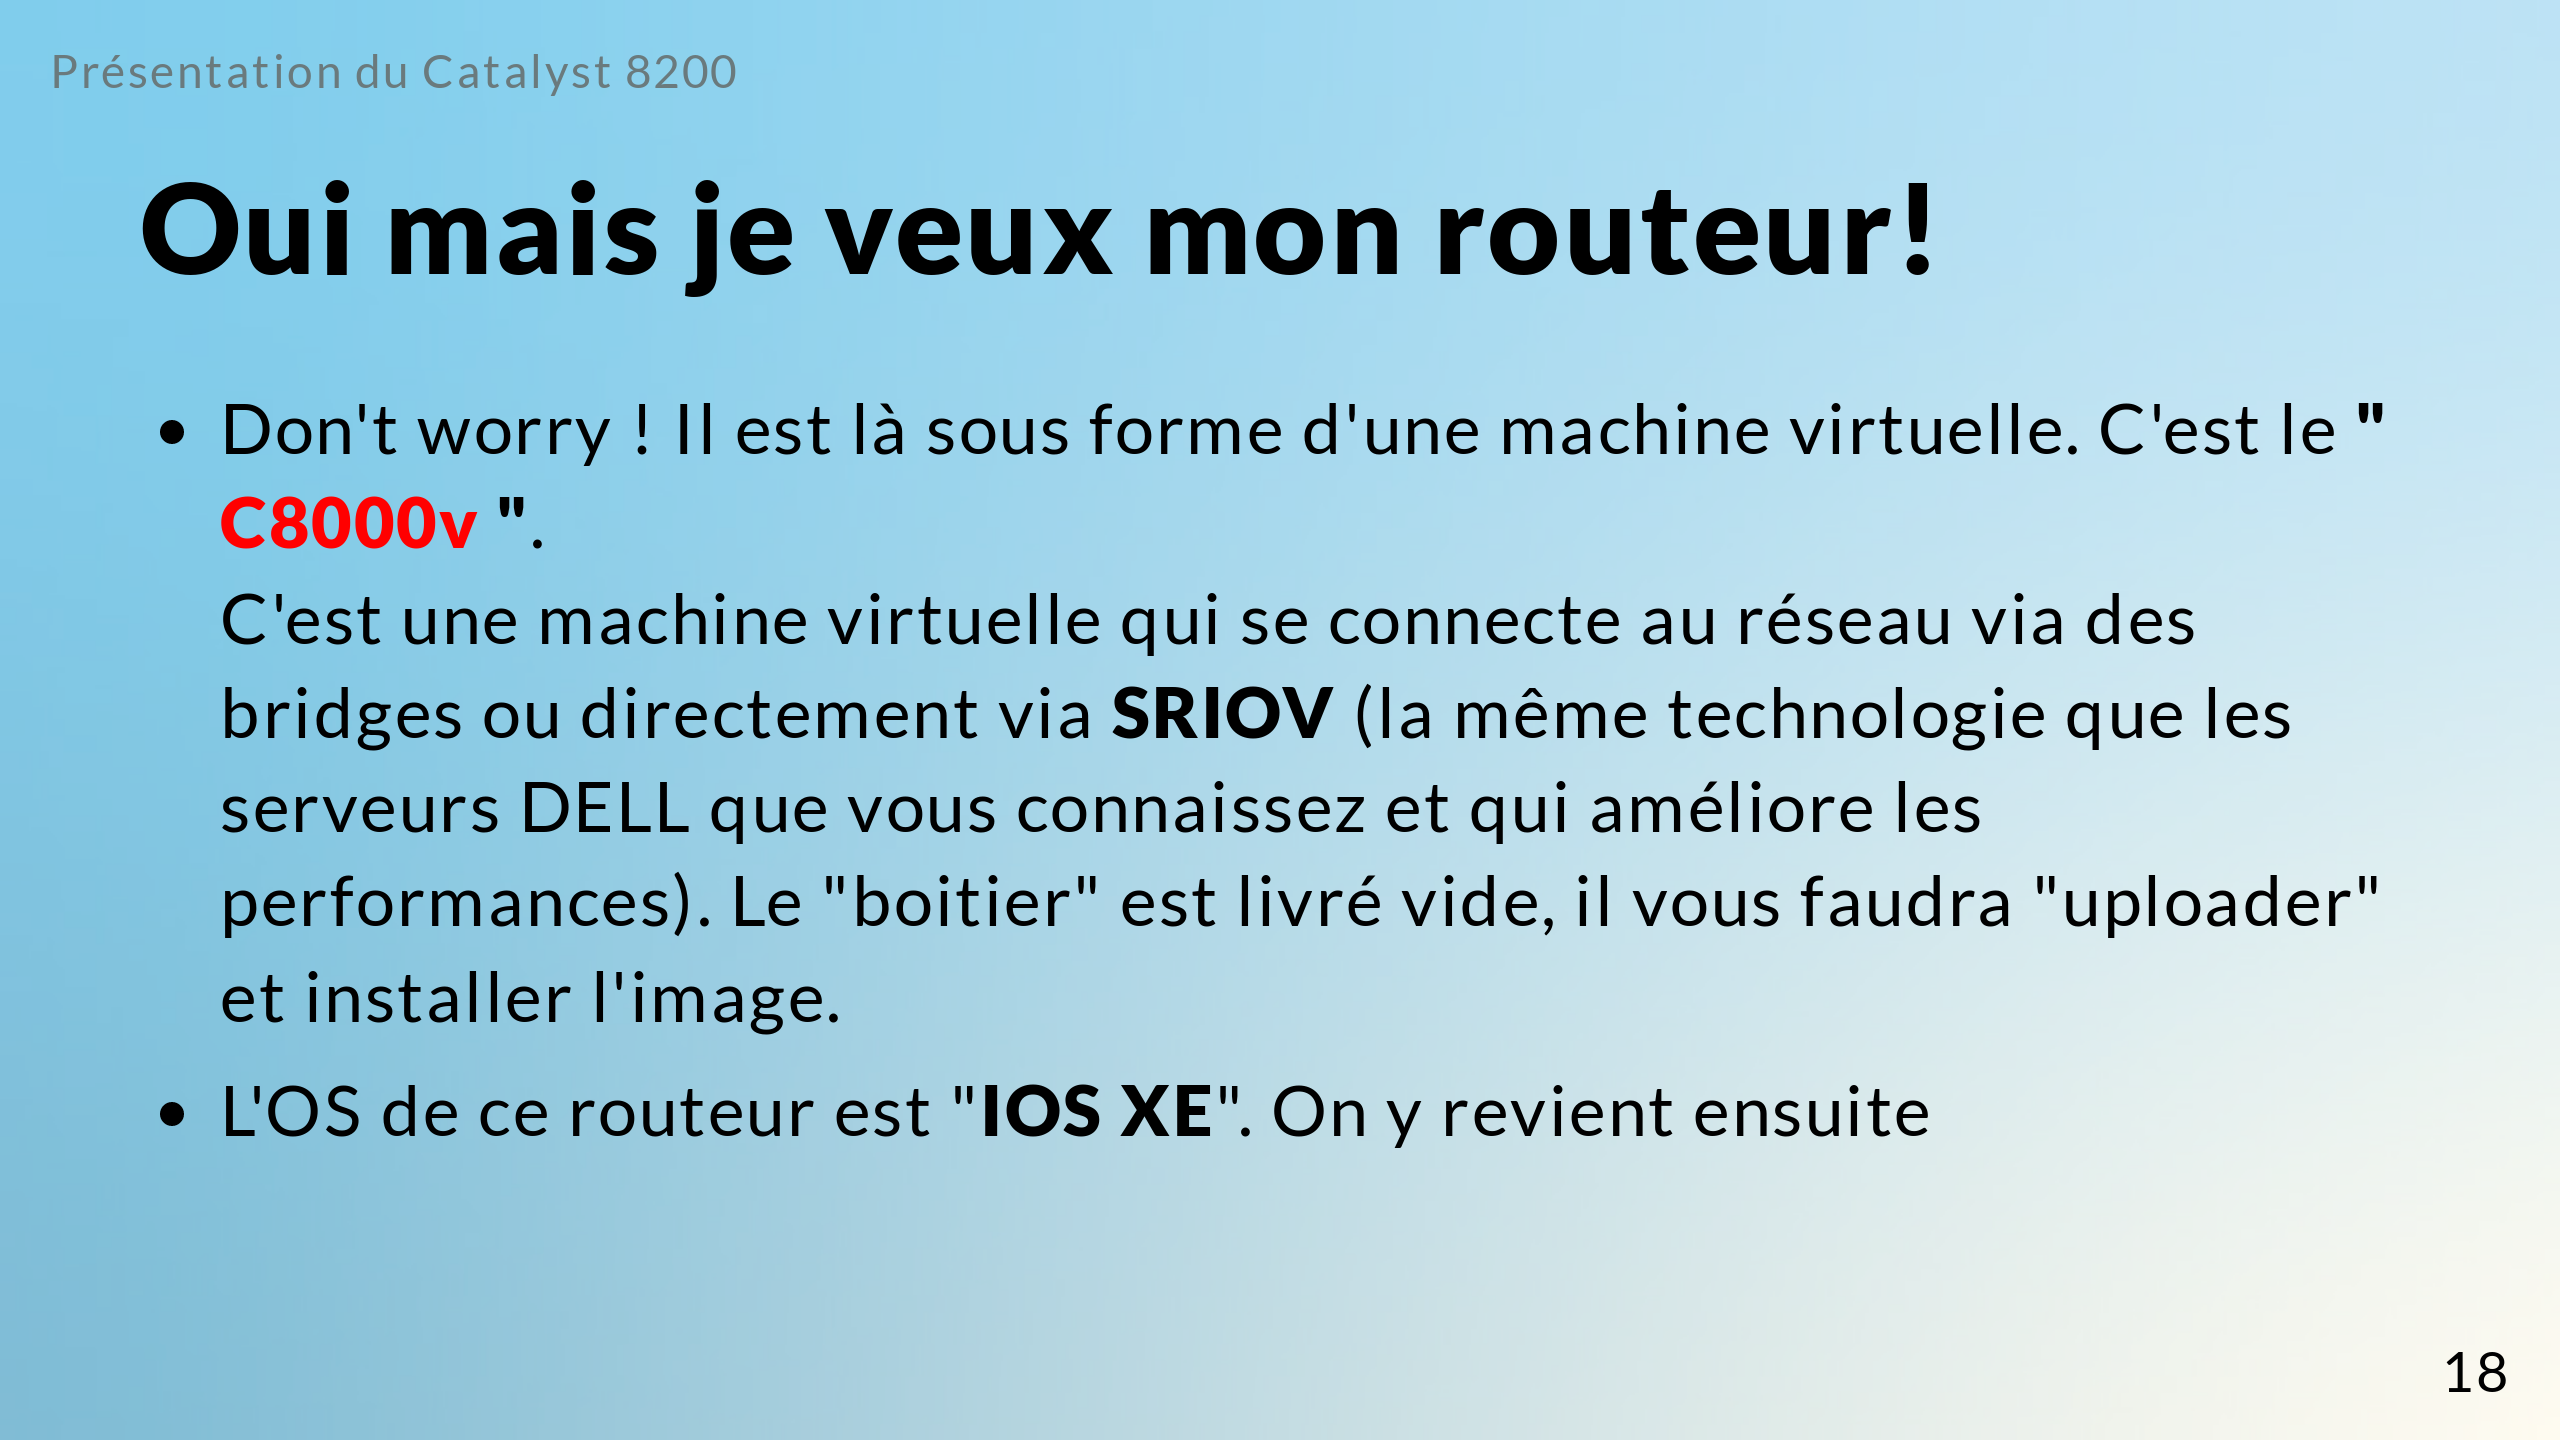 Présentation du Catalyst 8200
Oui mais je veux mon routeur!
• Don't worry ! Il est là sous forme d'une machine virtuelle. C'est le "
C8000v ".
C'est une machine virtuelle qui se connecte au réseau via des
bridges ou directement via SRIOV (la même technologie que les
serveurs DELL que vous connaissez et qui améliore les
performances). Le "boitier" est livré vide, il vous faudra "uploader"
et installer l'image.
• L'OS de ce routeur est "IOS XE". On y revient ensuite
18